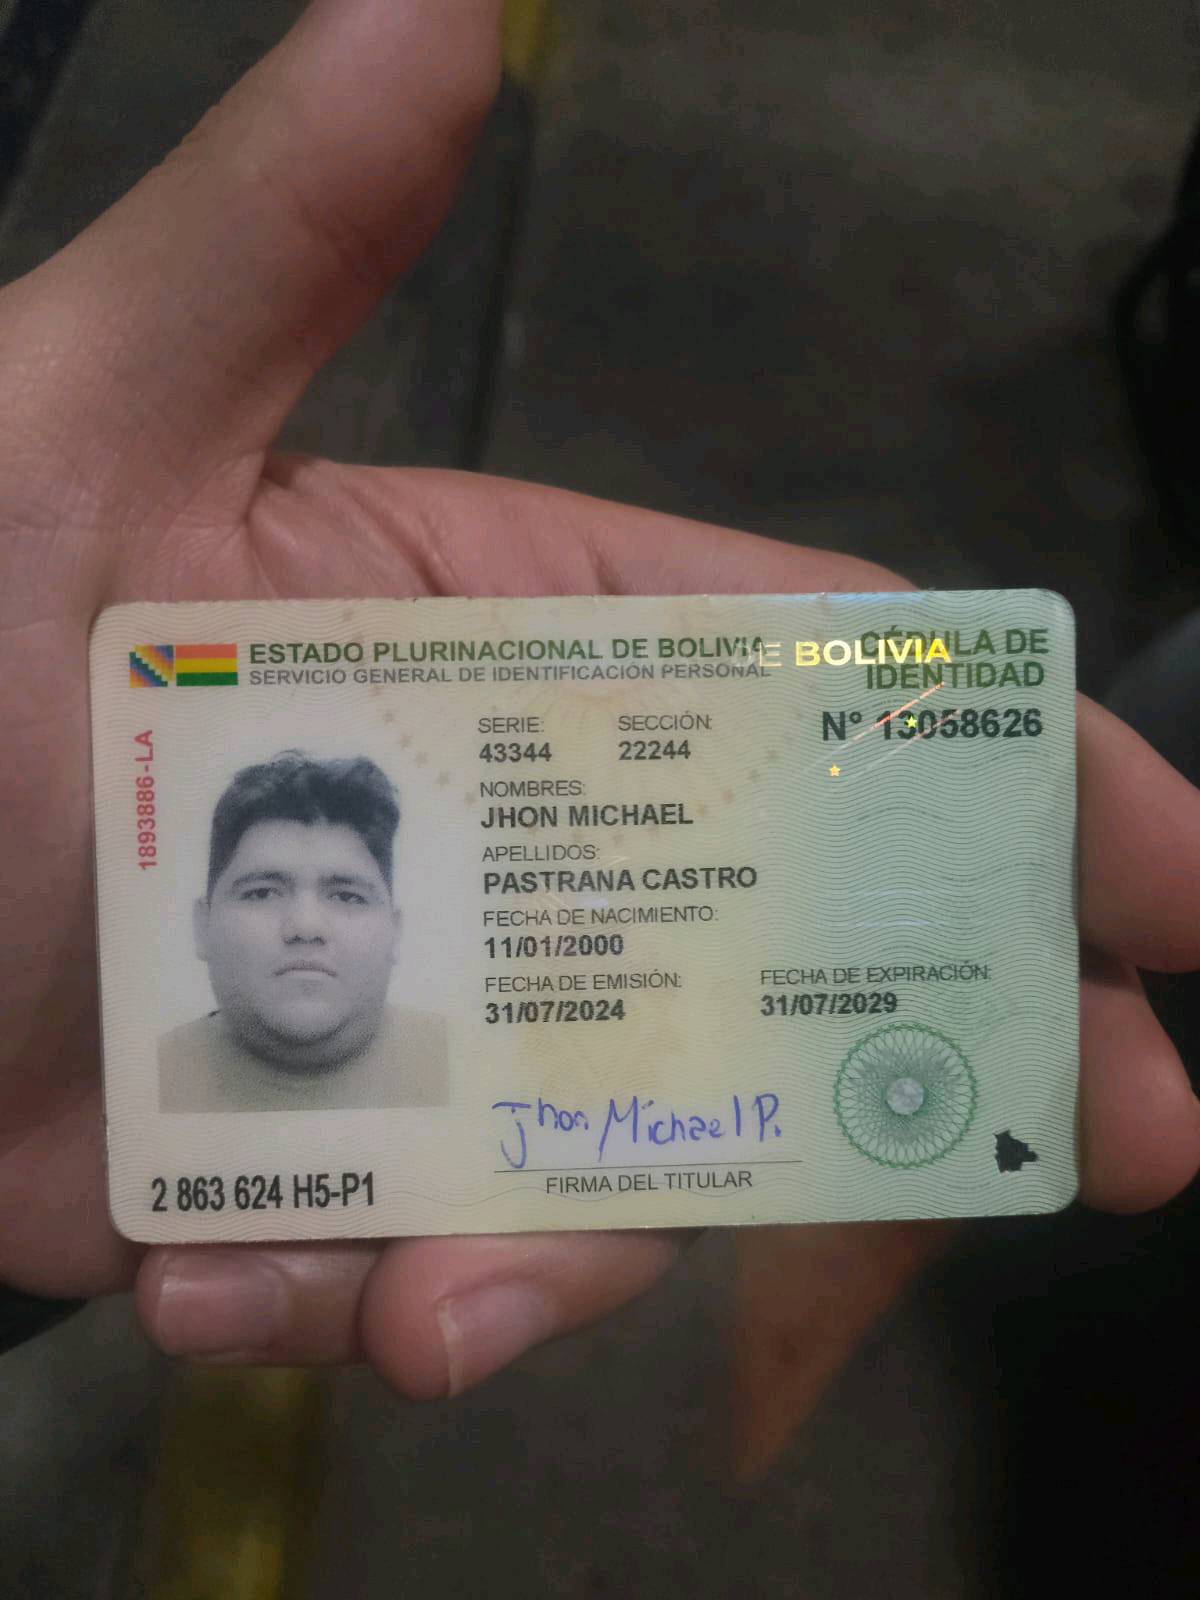 ESTADO PLURINACIONAL DE BOLIVIA
SERVICIO GENERAL DE IDENTIFICACIÓN PERSONAL
DE BOLIVIA
CÉDULA DE
IDENTIDAD
N° 13058626
1893886-LA
SERIE: SECCIÓN:
43344 22244
NOMBRES:
JHON MICHAEL
APELLIDOS:
PASTRANA CASTRO
FECHA DE NACIMIENTO:
11/01/2000
FECHA DE EMISIÓN: FECHA DE EXPIRACIÓN:
31/07/2024 31/07/2029
Jhon Michael P.
FIRMA DEL TITULAR
2 863 624 H5-P1